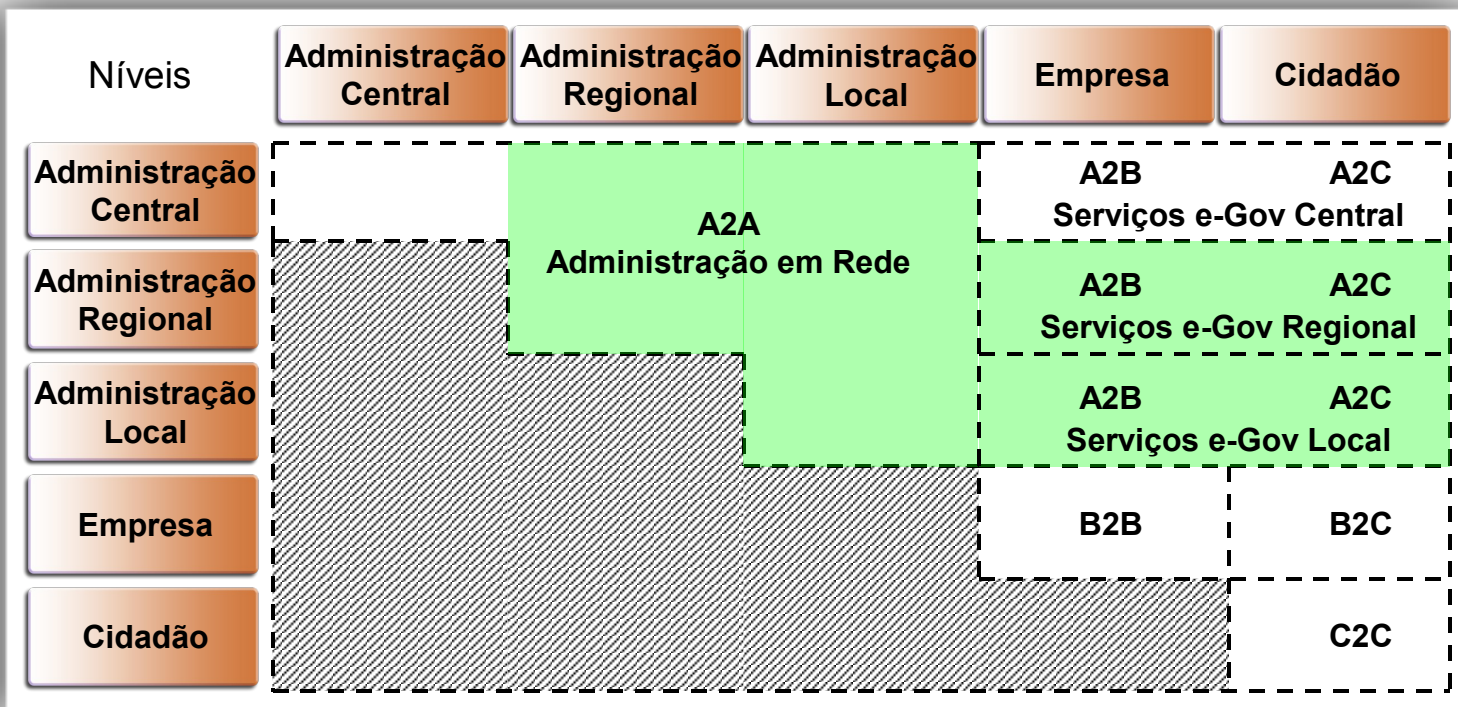 Níveis
Administração
Central
Administração
Regional
Administração
Local
Empresa
Cidadão
Administração
Central
A2A
Administração em Rede
A2B A2C
Serviços e-Gov Central
Administração
Regional
A2B A2C
Serviços e-Gov Regional
Administração
Local
A2B A2C
Serviços e-Gov Local
Empresa
B2B
B2C
Cidadão
C2C